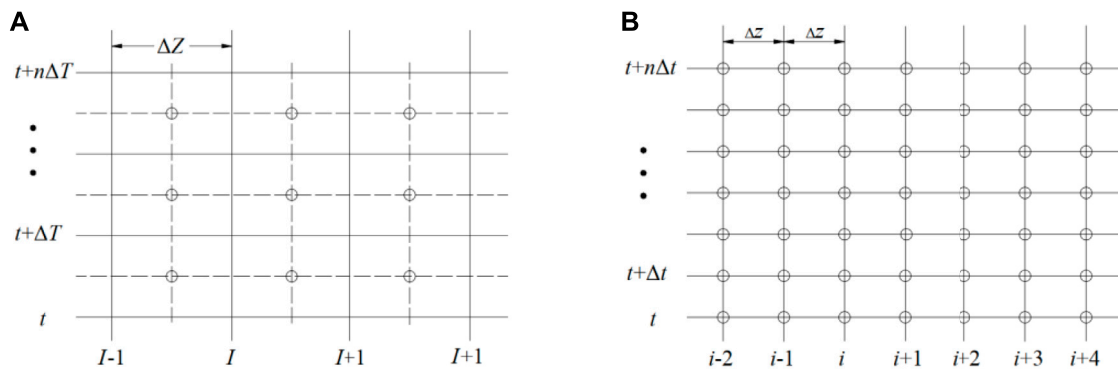 A
ΔZ
t+nΔT
t+ΔT
t
I-1 I I+1 I+1
B
Δz Δz
t+nΔt
t+Δt
t
i-2 i-1 i i+1 i+2 i+3 i+4